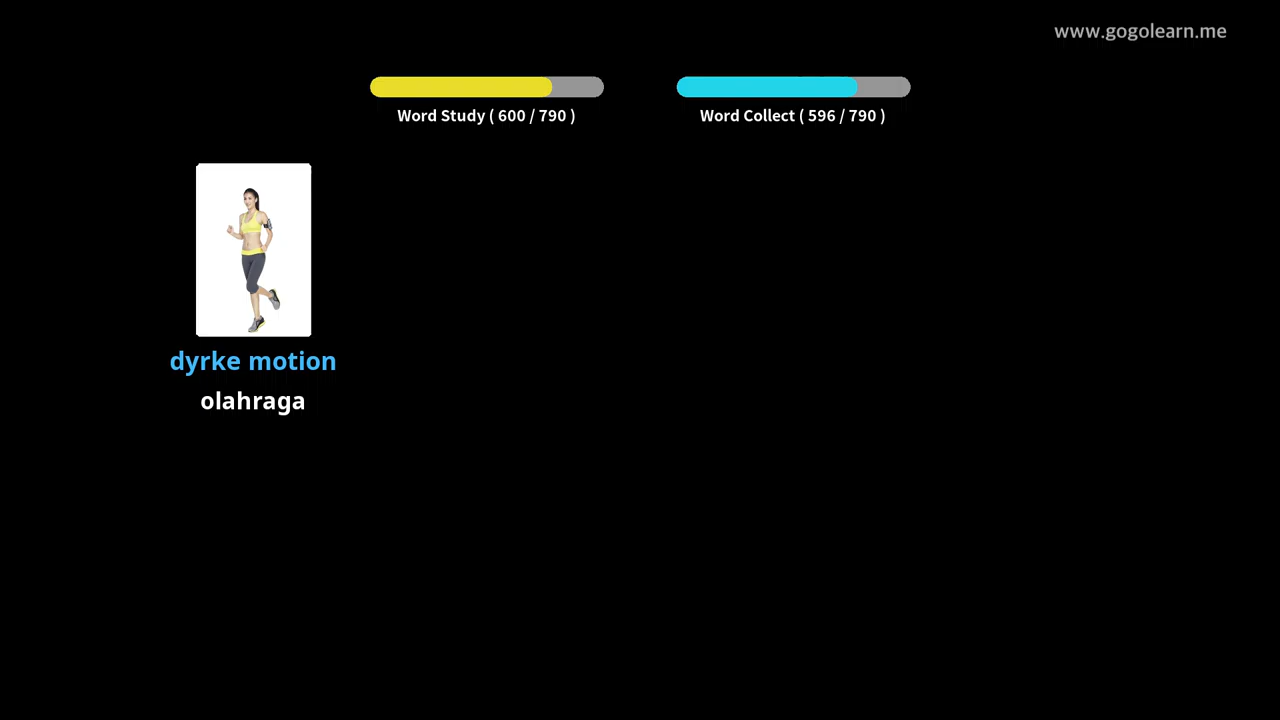 www.gogolearn.me
Word Study ( 600 / 790 )
Word Collect ( 596 / 790 )
dyrke motion
olahraga